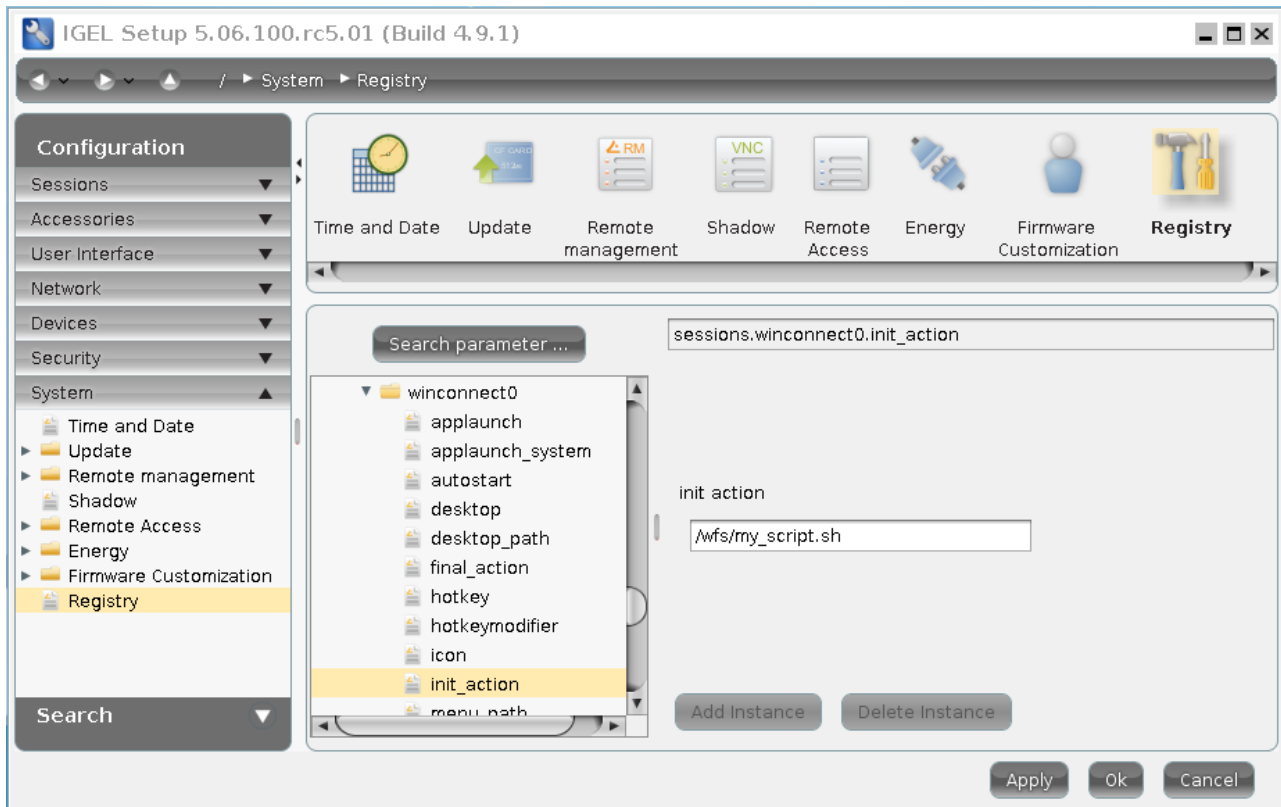 IGEL Setup 5.06.100.rc5.01 (Build 4.9.1)
/ System Registry
Configuration
Sessions
Accessories
User Interface
Network
Devices
Security
System
Time and Date
Update
Remote management
Shadow
Remote Access
Energy
Firmware Customization
Registry
Search
RM
VNC
Time and Date
Update
Remote
management
Shadow
Remote
Access
Energy
Firmware
Customization
Registry
Search parameter ...
winconnect0
applaunch
applaunch_system
autostart
desktop
desktop_path
final_action
hotkey
hotkeymodifier
icon
init_action
menu_path
sessions.winconnect0.init_action
init action
/wfs/my_script.sh
Add Instance
Delete Instance
Apply
Ok
Cancel